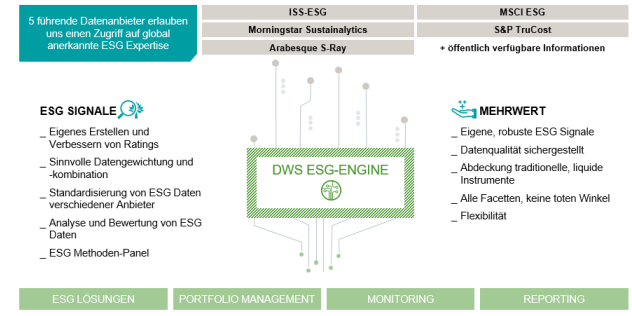 5 führende Datenanbieter erlauben
uns einen Zugriff auf global
anerkannte ESG Expertise
ISS-ESG
MSCI ESG
Morningstar Sustainalytics
S&P TruCost
Arabesque S-Ray
+ öffentlich verfügbare Informationen
ESG SIGNALE
_ Eigenes Erstellen und
Verbessern von Ratings
_ Sinnvolle Datengewichtung und
-kombination
_ Standardisierung von ESG Daten
verschiedener Anbieter
_ Analyse und Bewertung von ESG
Daten
_ ESG Methoden-Panel
DWS ESG-ENGINE
MEHRWERT
_ Eigene, robuste ESG Signale
_ Datenqualität sichergestellt
_ Abdeckung traditionelle, liquide
Instrumente
_ Alle Facetten, keine toten Winkel
_ Flexibilität
ESG LÖSUNGEN
PORTFOLIO MANAGEMENT
MONITORING
REPORTING